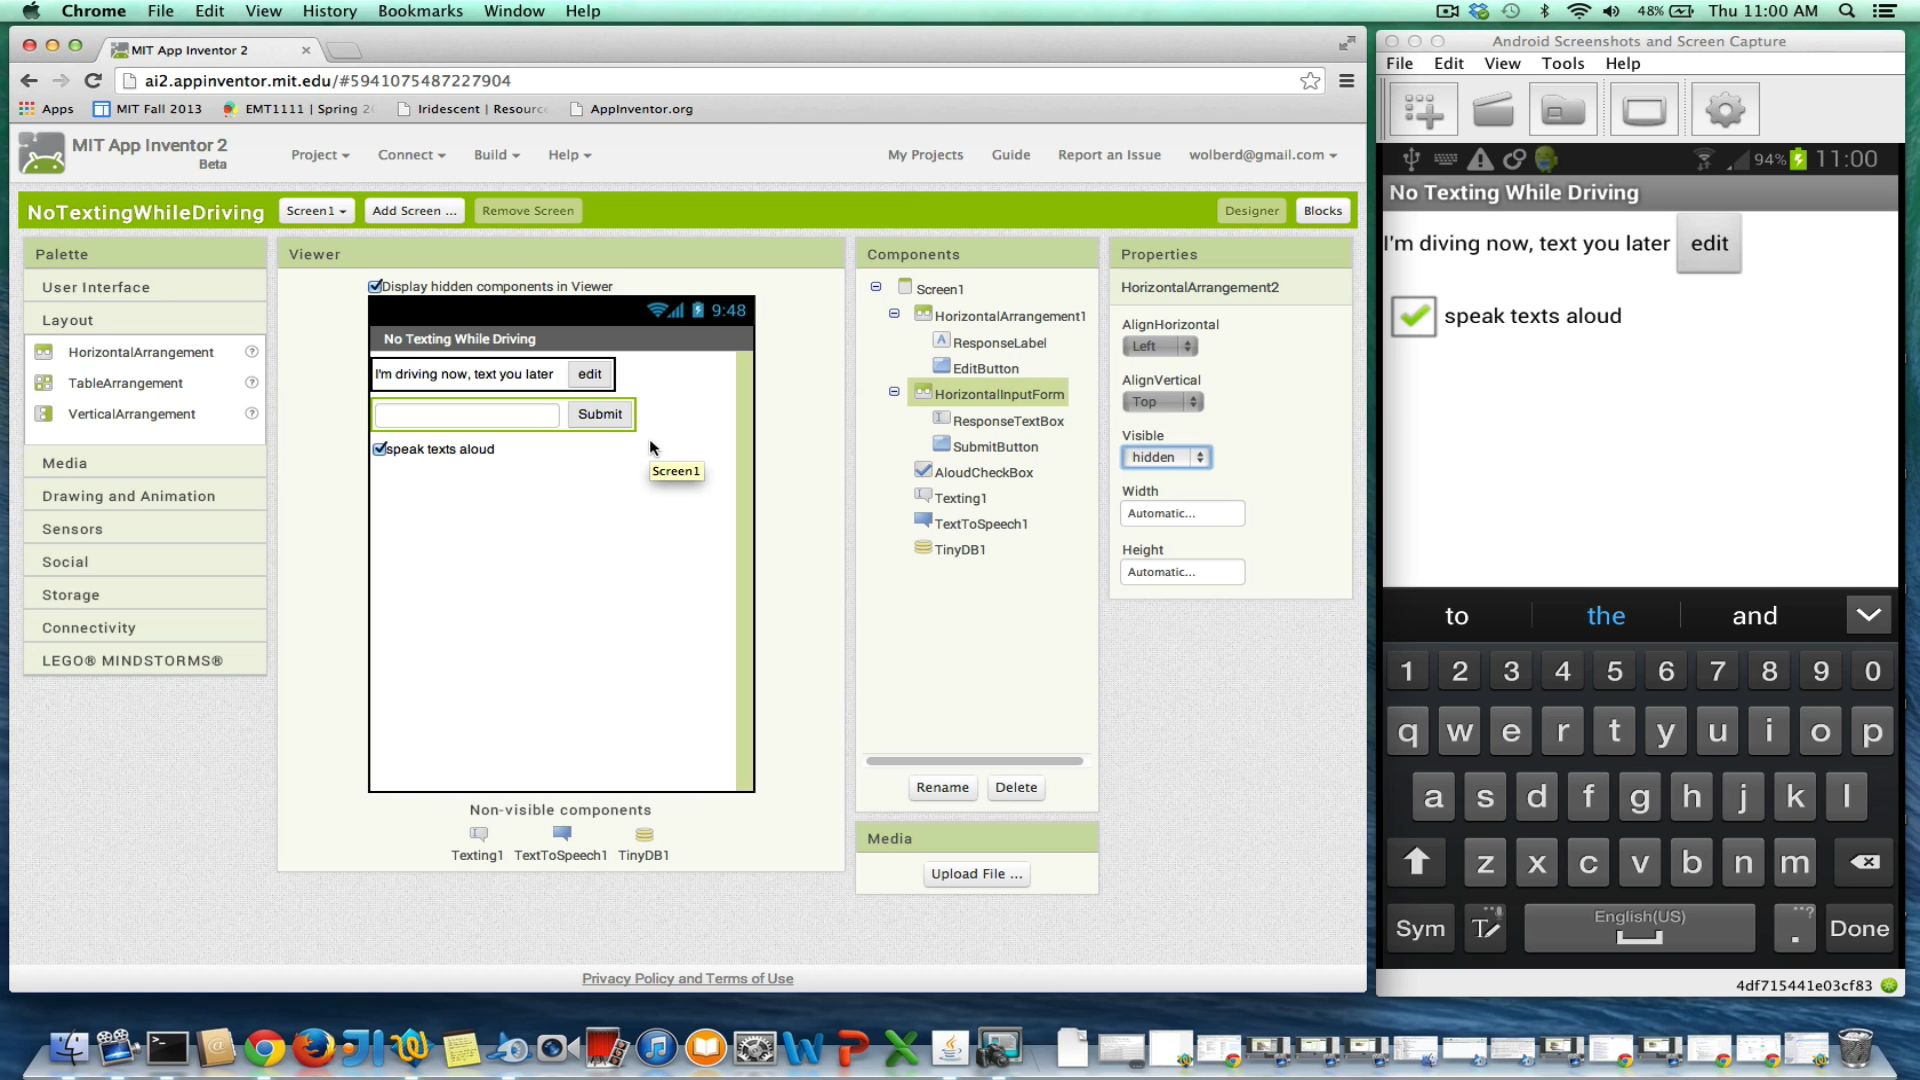 Chrome File Edit View History Bookmarks Window Help
48% Thu 11:00 AM
MIT App Inventor 2
ai2.appinventor.mit.edu/#5941075487227904
Apps MIT Fall 2013 EMT1111 | Spring 2 Iridescent | Resourc AppInventor.org
MIT App Inventor 2
Beta
Project Connect Build Help
My Projects Guide Report an Issue wolberd@gmail.com
NoTextingWhileDriving Screen1 Add Screen ... Remove Screen Designer Blocks
Palette
User Interface
Layout
HorizontalArrangement ?
TableArrangement ?
VerticalArrangement ?
Media
Drawing and Animation
Sensors
Social
Storage
Connectivity
LEGO® MINDSTORMS®
Viewer
Display hidden components in Viewer
9:48
No Texting While Driving
I'm driving now, text you later edit
Submit
speak texts aloud
Screen1
Non-visible components
Texting1 TextToSpeech1 TinyDB1
Components
Screen1
HorizontalArrangement1
A ResponseLabel
EditButton
HorizontalInputForm
ResponseTextBox
SubmitButton
AloudCheckBox
Texting1
TextToSpeech1
TinyDB1
Rename Delete
Media
Upload File ...
Properties
HorizontalArrangement2
AlignHorizontal
Left
AlignVertical
Top
Visible
hidden
Width
Automatic...
Height
Automatic...
Privacy Policy and Terms of Use
Android Screenshots and Screen Capture
File Edit View Tools Help
94% 11:00
No Texting While Driving
I'm diving now, text you later edit
speak texts aloud
to the and
1 2 3 4 5 6 7 8 9 0
q w e r t y u i o p
a s d f g h j k l
z x c v b n m
Sym T English(US) . ? Done
4df715441e03cf83